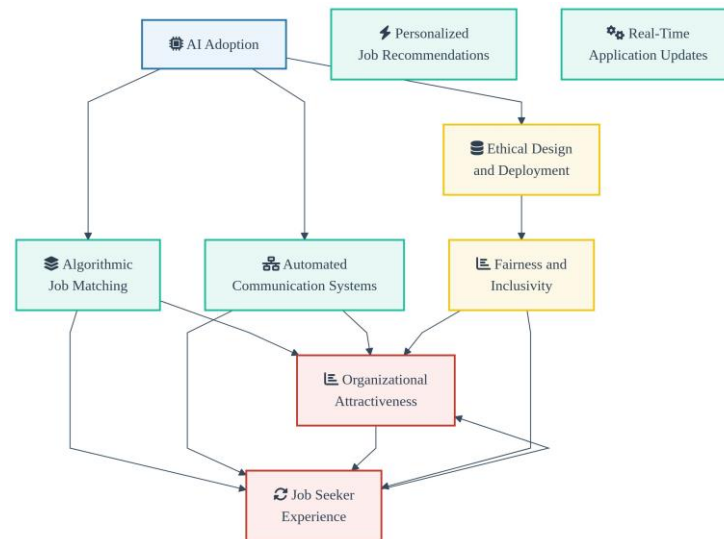 AI Adoption
Personalized
Job Recommendations
Real-Time
Application Updates
Ethical Design
and Deployment
Algorithmic
Job Matching
Automated
Communication Systems
Fairness and
Inclusivity
Organizational
Attractiveness
Job Seeker
Experience